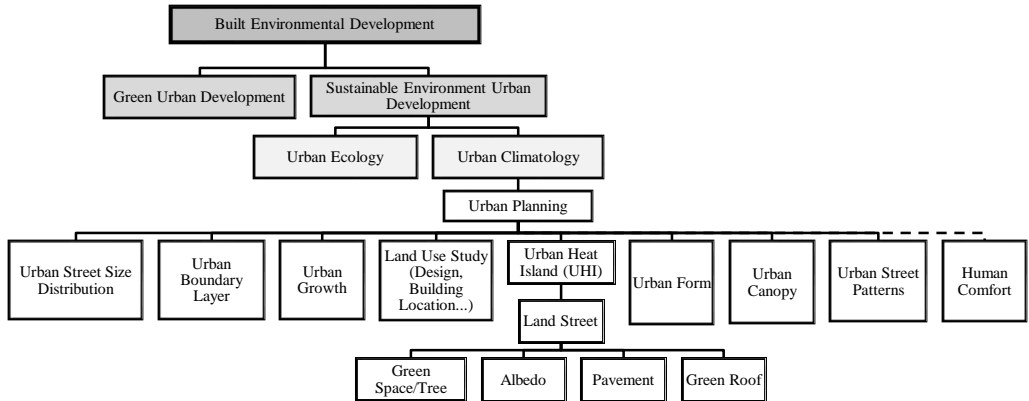 Built Environmental Development
Green Urban Development
Sustainable Environment Urban
Development
Urban Ecology
Urban Climatology
Urban Planning
Urban Street Size
Distribution
Urban
Boundary
Layer
Urban
Growth
Land Use Study
(Design,
Building
Location...)
Urban Heat
Island (UHI)
Urban Form
Urban
Canopy
Urban Street
Patterns
Human
Comfort
Land Street
Green
Space/Tree
Albedo
Pavement
Green Roof